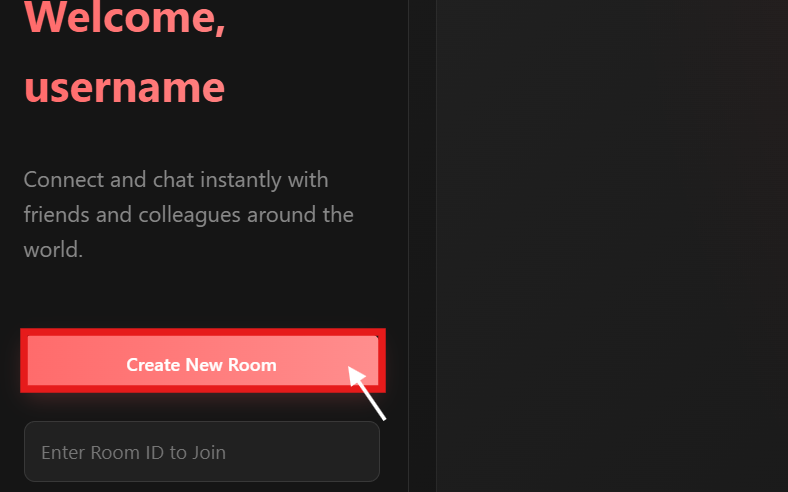 Welcome,
username
Connect and chat instantly with
friends and colleagues around the
world.
Create New Room
Enter Room ID to Join